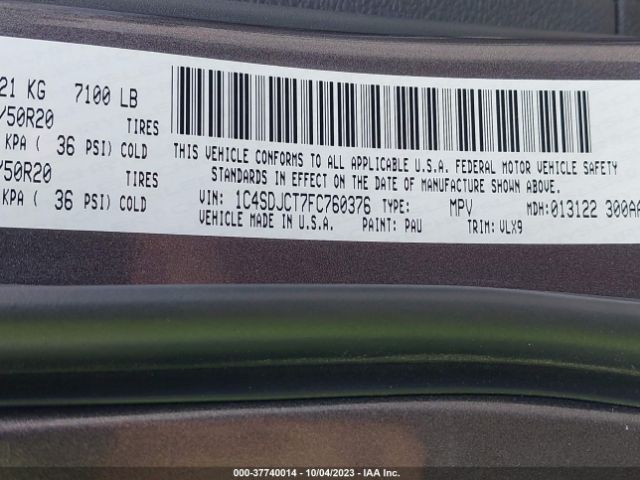 21 KG 7100 LB
/50R20 TIRES
KPA ( 36 PSI) COLD
/50R20 TIRES
KPA ( 36 PSI) COLD
THIS VEHICLE CONFORMS TO ALL APPLICABLE U.S.A. FEDERAL MOTOR VEHICLE SAFETY
STANDARDS IN EFFECT ON THE DATE OF MANUFACTURE SHOWN ABOVE.
VIN: 1C4SDJCT7FC760376 TYPE: MPV MDH:013122 300AA
VEHICLE MADE IN U.S.A. PAINT: PAU TRIM: VLX9
000-37740014 - 10/04/2023 - IAA Inc.